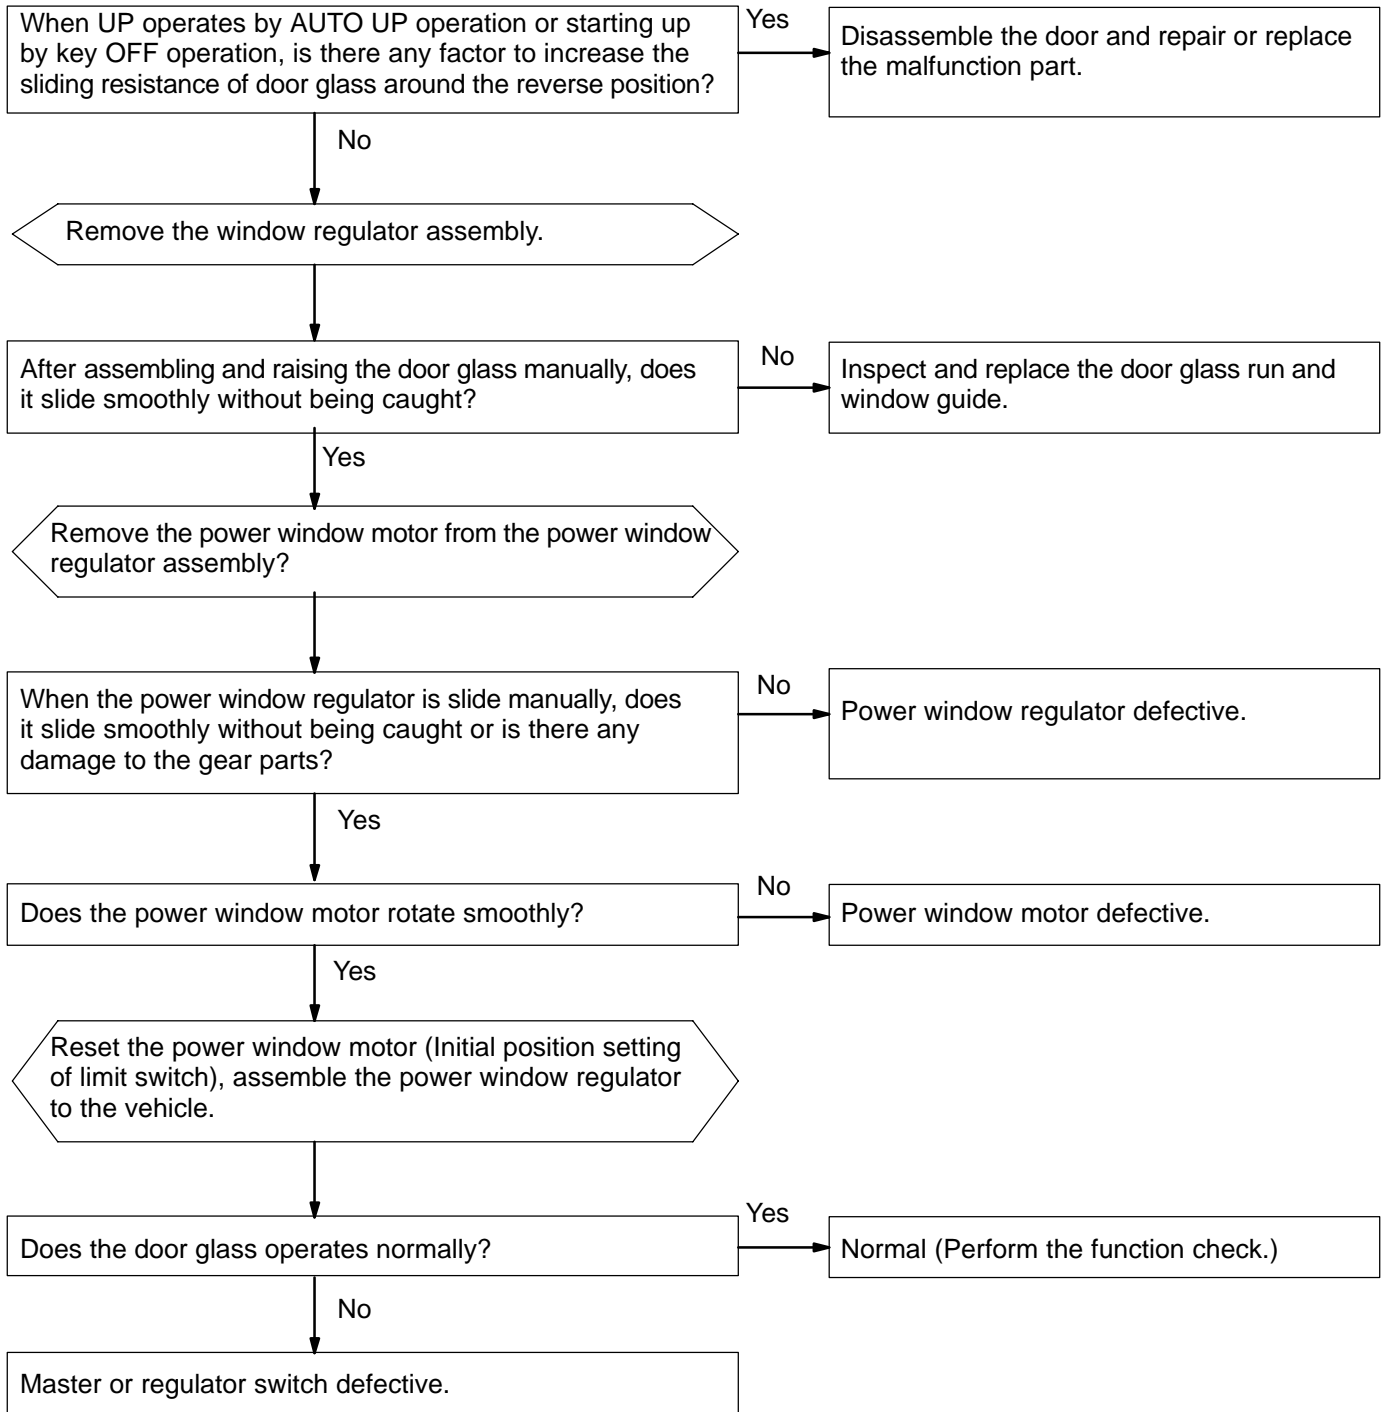 When UP operates by AUTO UP operation or starting up
by key OFF operation, is there any factor to increase the
sliding resistance of door glass around the reverse position?
Yes
Disassemble the door and repair or replace
the malfunction part.
No
Remove the window regulator assembly.
After assembling and raising the door glass manually, does
it slide smoothly without being caught?
No
Inspect and replace the door glass run and
window guide.
Yes
Remove the power window motor from the power window
regulator assembly?
When the power window regulator is slide manually, does
it slide smoothly without being caught or is there any
damage to the gear parts?
No
Power window regulator defective.
Yes
Does the power window motor rotate smoothly?
No
Power window motor defective.
Yes
Reset the power window motor (Initial position setting
of limit switch), assemble the power window regulator
to the vehicle.
Does the door glass operates normally?
Yes
Normal (Perform the function check.)
No
Master or regulator switch defective.